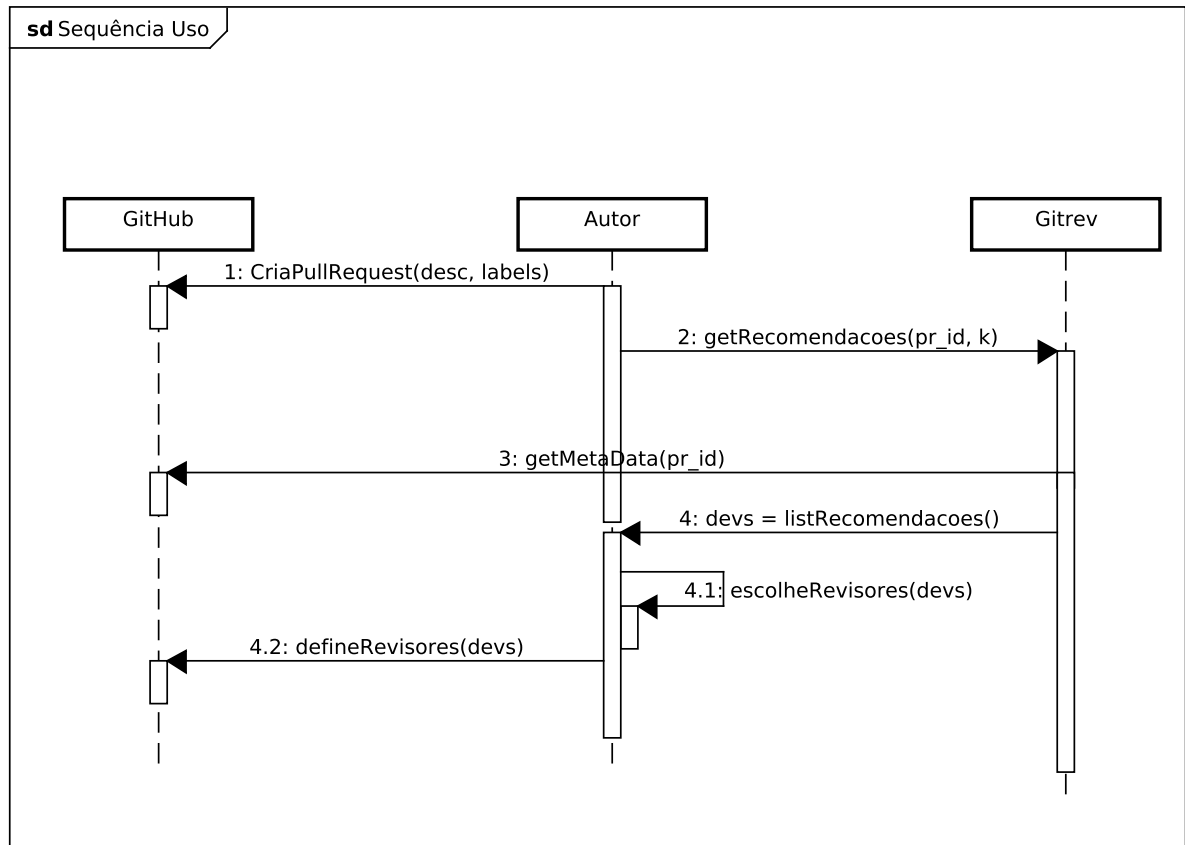 sd Sequência Uso
GitHub
Autor
Gitrev
1: CriaPullRequest(desc, labels)
2: getRecomendacoes(pr_id, k)
3: getMetaData(pr_id)
4: devs = listRecomendacoes()
4.1: escolheRevisores(devs)
4.2: defineRevisores(devs)